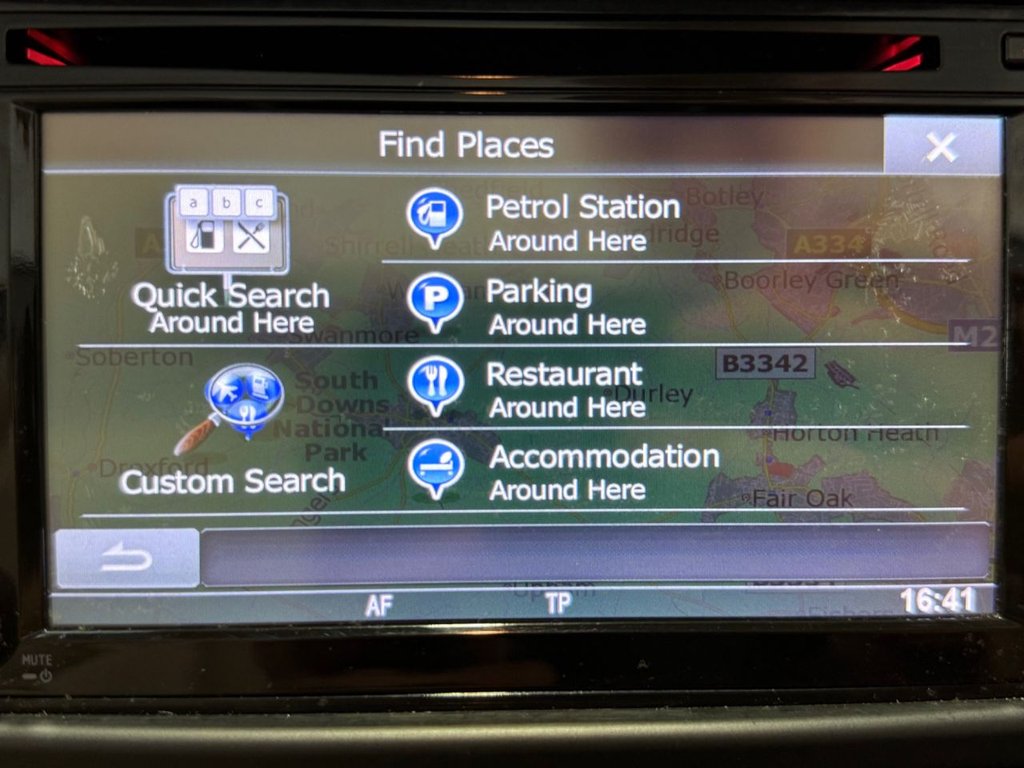 Find Places
a b c
Quick Search
Around Here
Custom Search
Petrol Station
Around Here
P
Parking
Around Here
Restaurant
Around Here
Accommodation
Around Here
Botley
A334
Boorley Green
M2
Swanmore
Soberton
B3342
South
Downs
National
Park
Durley
Horton Heath
Droxford
Fair Oak
Upham
AF TP 16:41
MUTE